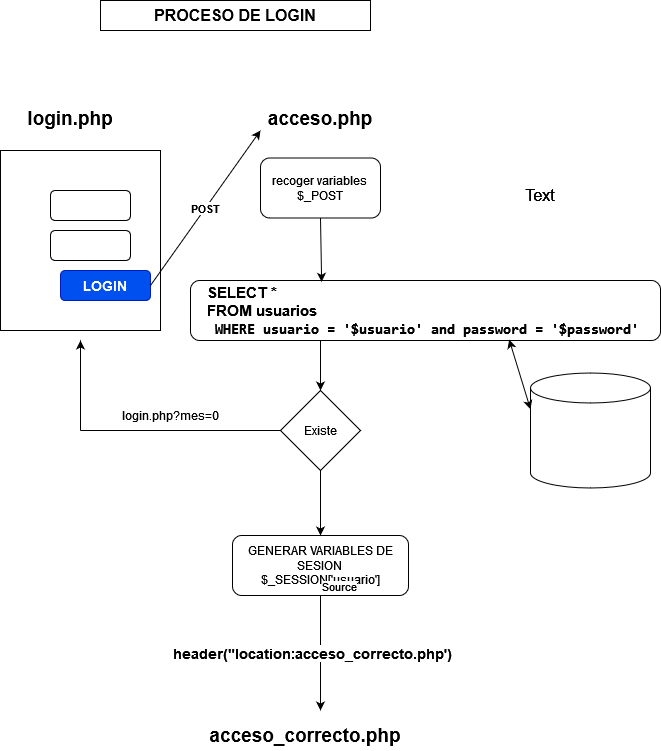 PROCESO DE LOGIN
login.php
acceso.php
recoger variables
$_POST
Text
POST
LOGIN
SELECT *
FROM usuarios
WHERE usuario = '$usuario' and password = '$password'
login.php?mes=0
Existe
GENERAR VARIABLES DE
SESION
$_SESSION['usuario']
Source
header("location:acceso_correcto.php')
acceso_correcto.php